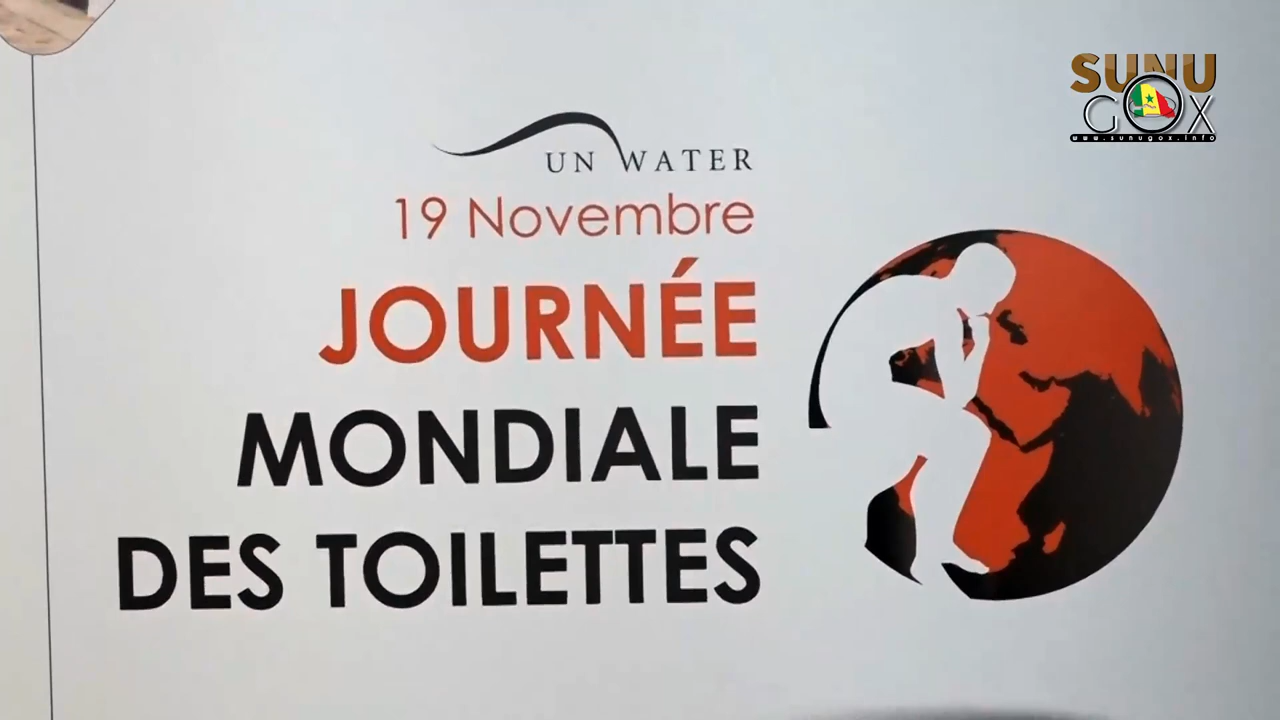 SUNU
GOX
www.sunugox.info
UN WATER
19 Novembre
JOURNÉE
MONDIALE
DES TOILETTES